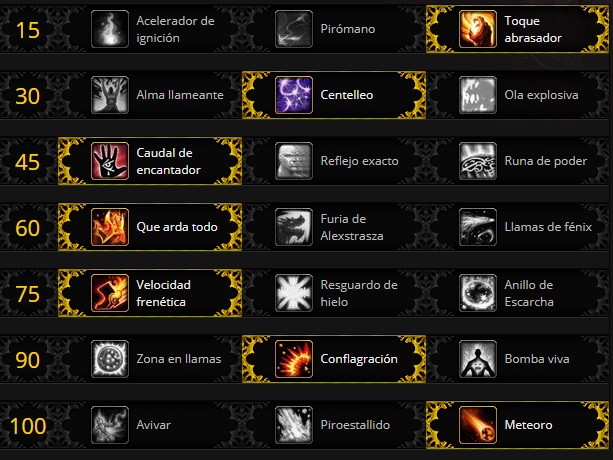 15
Acelerador de
ignición
Pirómano
Toque
abrasador
30
Alma llameante
Centelleo
Ola explosiva
45
Caudal de
encantador
Reflejo exacto
Runa de poder
60
Que arda todo
Furia de
Alexstrasza
Llamas de fénix
75
Velocidad
frenética
Resguardo de
hielo
Anillo de
Escarcha
90
Zona en llamas
Conflagración
Bomba viva
100
Avivar
Piroestallido
Meteoro